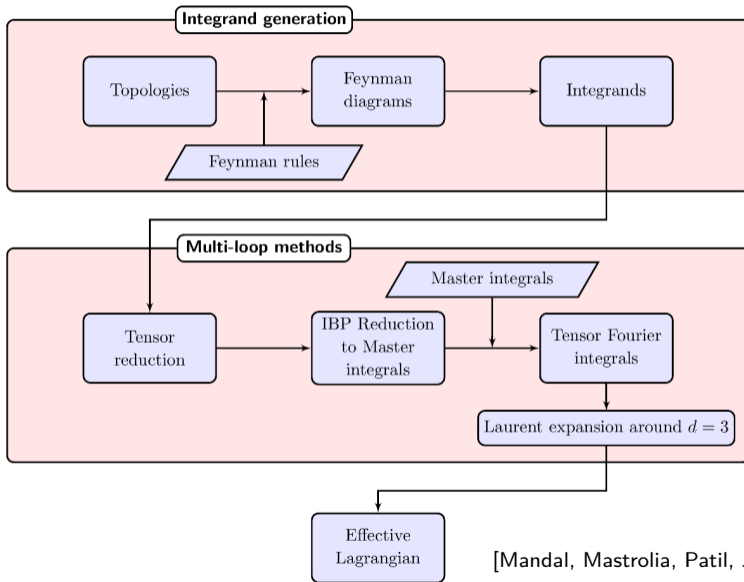 Integrand generation
Topologies
Feynman
diagrams
Integrands
Feynman rules
Multi-loop methods
Master integrals
Tensor
reduction
IBP Reduction
to Master
integrals
Tensor Fourier
integrals
Laurent expansion around d = 3
Effective
Lagrangian
[Mandal, Mastrolia, Patil, .